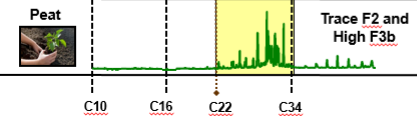 Peat
Trace F2 and
High F3b
C10
C16
C22
C34